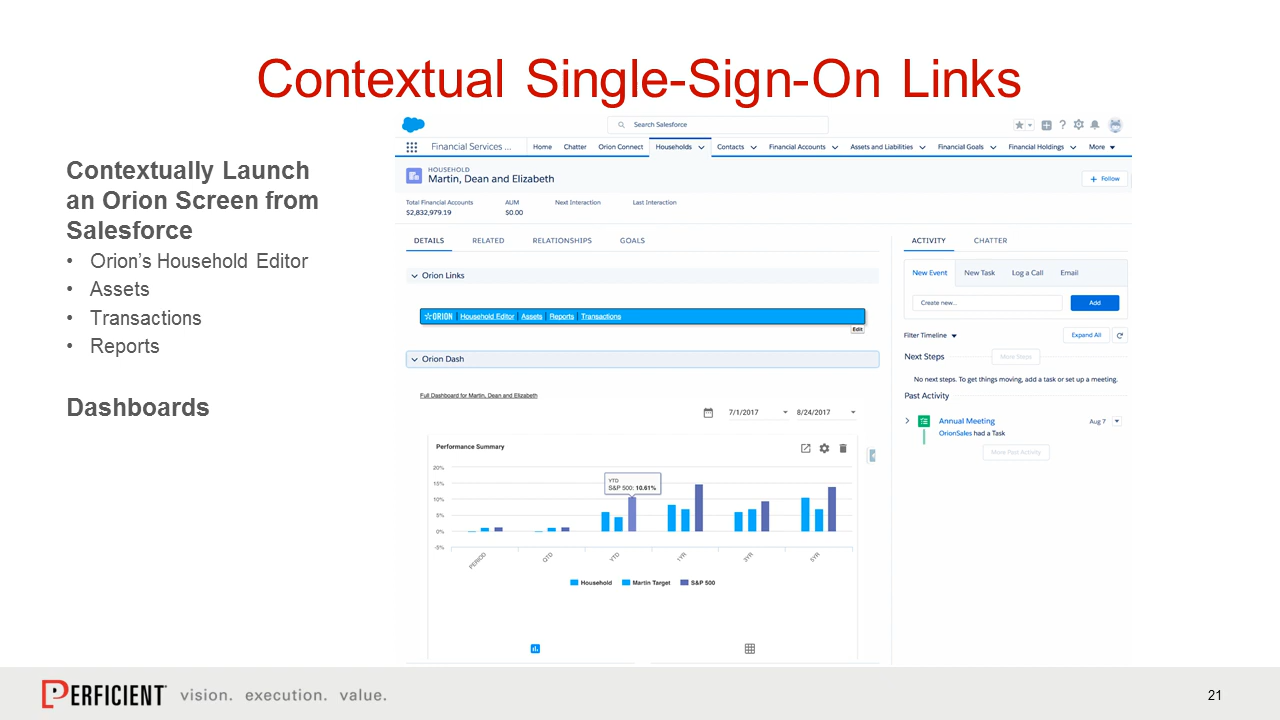 Contextual Single-Sign-On Links
Contextually Launch
an Orion Screen from
Salesforce
• Orion's Household Editor
• Assets
• Transactions
• Reports
Dashboards
Search Salesforce
Financial Services ...
Home
Chatter
Orion Connect
Households
Contacts
Financial Accounts
Assets and Liabilities
Financial Goals
Financial Holdings
More
HOUSEHOLD
Martin, Dean and Elizabeth
+ Follow
Total Financial Accounts
AUM
Next Interaction
Last Interaction
$2,832,979.19
$0.00
DETAILS
RELATED
RELATIONSHIPS
GOALS
Orion Links
ORION | Household Editor | Assets | Reports | Transactions
Edit
Orion Dash
Full Dashboard for Martin, Dean and Elizabeth
7/1/2017
8/24/2017
Performance Summary
20%
15%
10%
5%
0%
-5%
YTD
S&P 500: 10.61%
PERIOD
QTD
YTD
1YR
3YR
5YR
Household
Martin Target
S&P 500
ACTIVITY
CHATTER
New Event
New Task
Log a Call
Email
Create new...
Add
Filter Timeline
Expand All
Next Steps
More Steps
No next steps. To get things moving, add a task or set up a meeting.
Past Activity
Annual Meeting
Aug 7
OrionSales had a Task
More Past Activity
PERFICIENT
vision. execution. value.
21